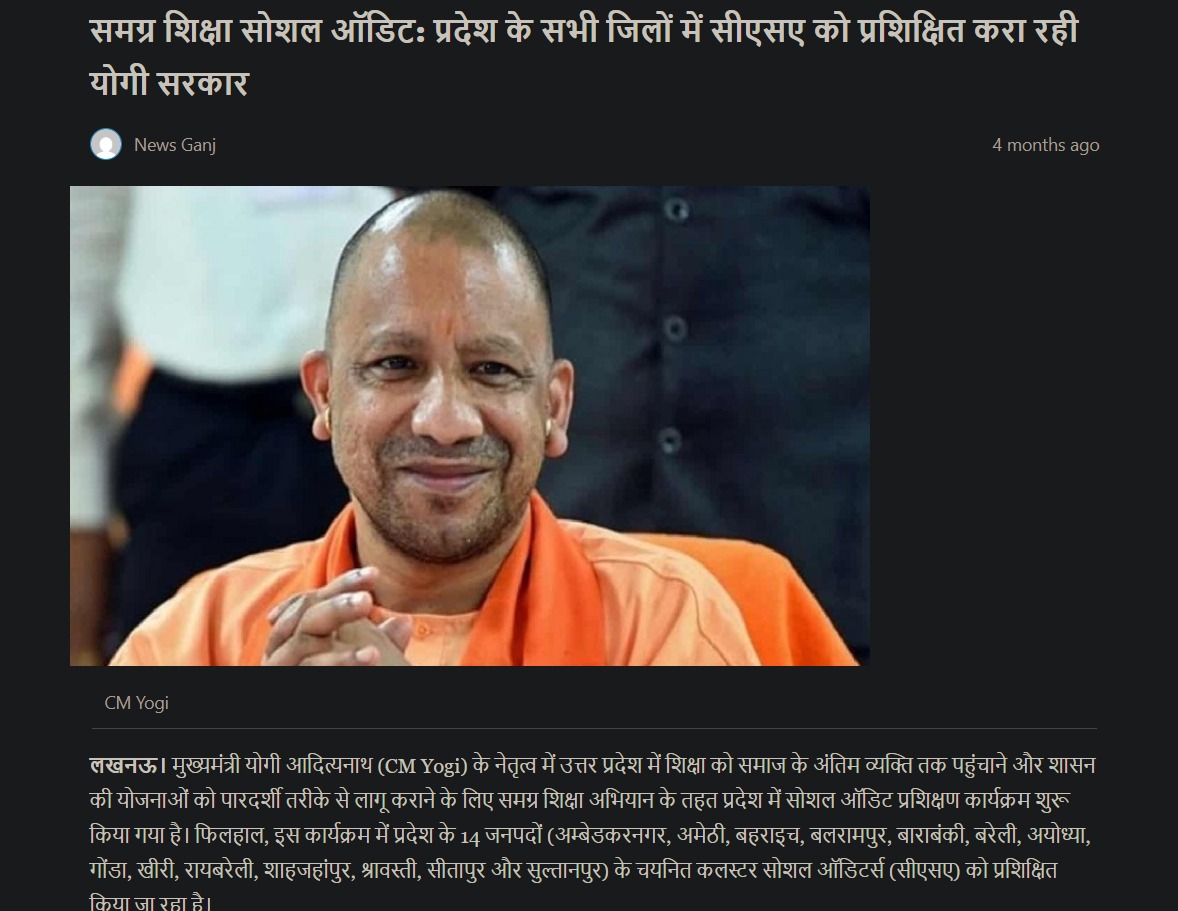 समग्र शिक्षा सोशल ऑडिट: प्रदेश के सभी जिलों में सीएसए को प्रशिक्षित करा रही
योगी सरकार
News Ganj
4 months ago
CM Yogi
लखनऊ। मुख्यमंत्री योगी आदित्यनाथ (CM Yogi) के नेतृत्व में उत्तर प्रदेश में शिक्षा को समाज के अंतिम व्यक्ति तक पहुंचाने और शासन
की योजनाओं को पारदर्शी तरीके से लागू कराने के लिए समग्र शिक्षा अभियान के तहत प्रदेश में सोशल ऑडिट प्रशिक्षण कार्यक्रम शुरू
किया गया है। फिलहाल, इस कार्यक्रम में प्रदेश के 14 जनपदों (अम्बेडकरनगर, अमेठी, बहराइच, बलरामपुर, बाराबंकी, बरेली, अयोध्या,
गोंडा, खीरी, रायबरेली, शाहजहांपुर, श्रावस्ती, सीतापुर और सुल्तानपुर) के चयनित कलस्टर सोशल ऑडिटर्स (सीएसए) को प्रशिक्षित
किया जा रहा है।